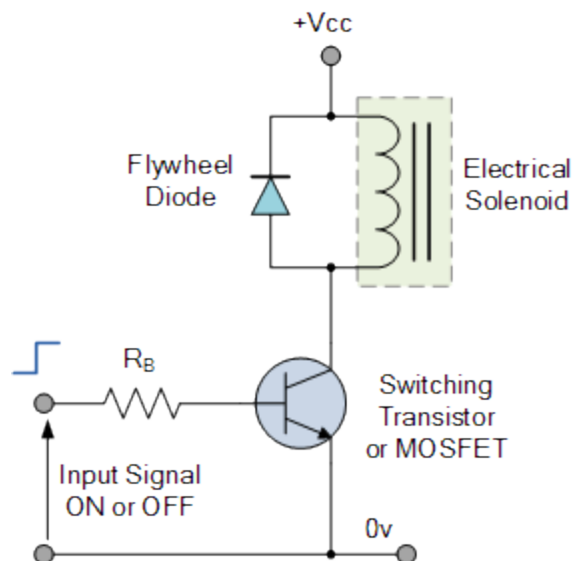 +Vcc
Flywheel
Diode
Electrical
Solenoid
RB
Switching
Transistor
or MOSFET
Input Signal
ON or OFF
0v